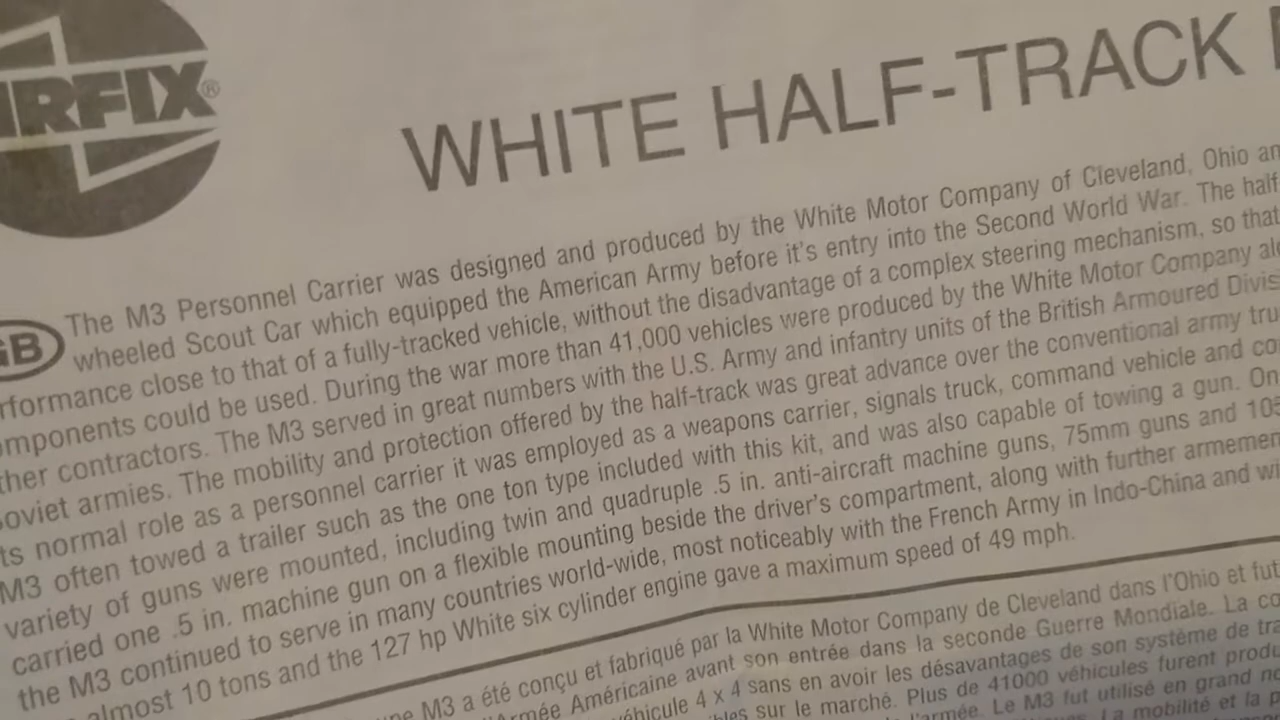 IRFIX®
WHITE HALF-TRACK
GB
The M3 Personnel Carrier was designed and produced by the White Motor Company of Cleveland, Ohio an
wheeled Scout Car which equipped the American Army before it's entry into the Second World War. The half
rformance close to that of a fully-tracked vehicle, without the disadvantage of a complex steering mechanism, so that
omponents could be used. During the war more than 41,000 vehicles were produced by the White Motor Company al
ther contractors. The M3 served in great numbers with the U.S. Army and infantry units of the British Armoured Divis
oviet armies. The mobility and protection offered by the half-track was great advance over the conventional army tru
ts normal role as a personnel carrier it was employed as a weapons carrier, signals truck, command vehicle and co
M3 often towed a trailer such as the one ton type included with this kit, and was also capable of towing a gun. On
variety of guns were mounted, including twin and quadruple .5 in. anti-aircraft machine guns, 75mm guns and 105
carried one .5 in. machine gun on a flexible mounting beside the driver's compartment, along with further armemen
the M3 continued to serve in many countries world-wide, most noticeably with the French Army in Indo-China and wi
almost 10 tons and the 127 hp White six cylinder engine gave a maximum speed of 49 mph.
ne M3 a été conçu et fabriqué par la White Motor Company de Cleveland dans l'Ohio et fut
Armée Américaine avant son entrée dans la seconde Guerre Mondiale. La co
véhicule 4 x 4 sans en avoir les désavantages de son système de tra
bles sur le marché. Plus de 41000 véhicules furent produ
l'armée. Le M3 fut utilisé en grand no
La mobilité et la p